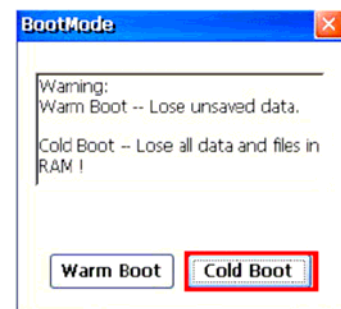 BootMode
Warning:
Warm Boot -- Lose unsaved data.
Cold Boot -- Lose all data and files in
RAM !
Warm Boot
Cold Boot